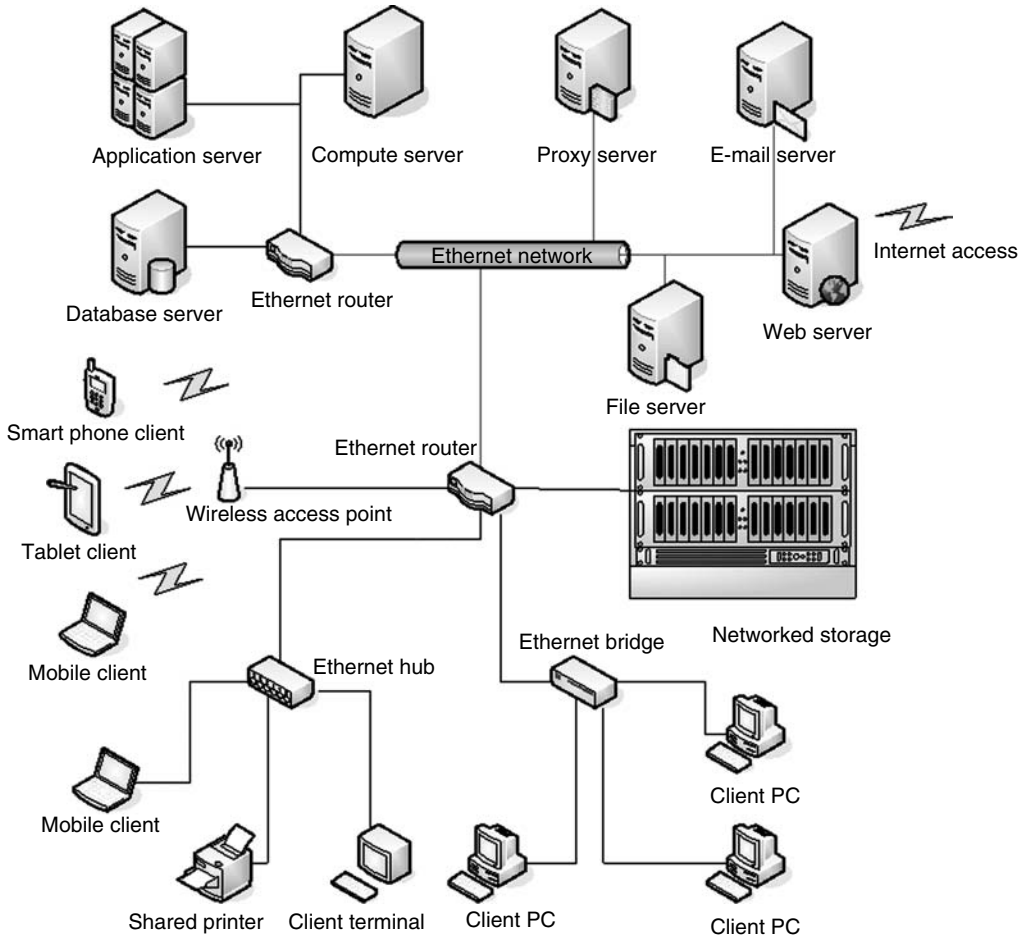 Application server
Compute server
Proxy server
E-mail server
Ethernet network
Internet access
Ethernet router
Database server
Web server
File server
Smart phone client
Ethernet router
Wireless access point
Tablet client
Ethernet bridge
Networked storage
Mobile client
Ethernet hub
Client PC
Mobile client
Shared printer
Client terminal
Client PC
Client PC